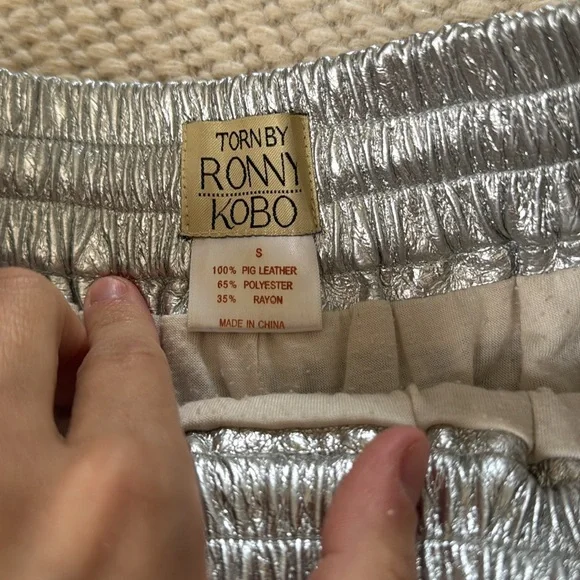 TORN BY
RONNY
KOBO
S
100% PIG LEATHER
65% POLYESTER
35% RAYON
MADE IN CHINA